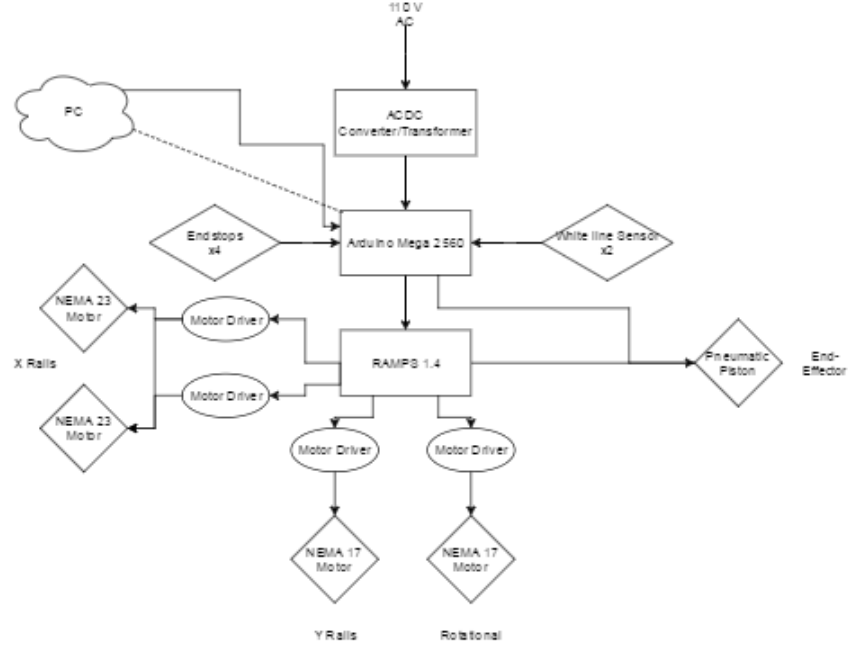 110 V
AC
PC
ACDC
Converter/Transformer
Endstops
x4
Arduino Mega 2560
White line Sensor
x2
NEMA 23
Motor
Motor Driver
X Rails
RAMPS 1.4
Pneumatic
Piston
End-
Effector
Motor Driver
NEMA 23
Motor
Motor Driver
Motor Driver
NEMA 17
Motor
NEMA 17
Motor
Y Rails
Rotational